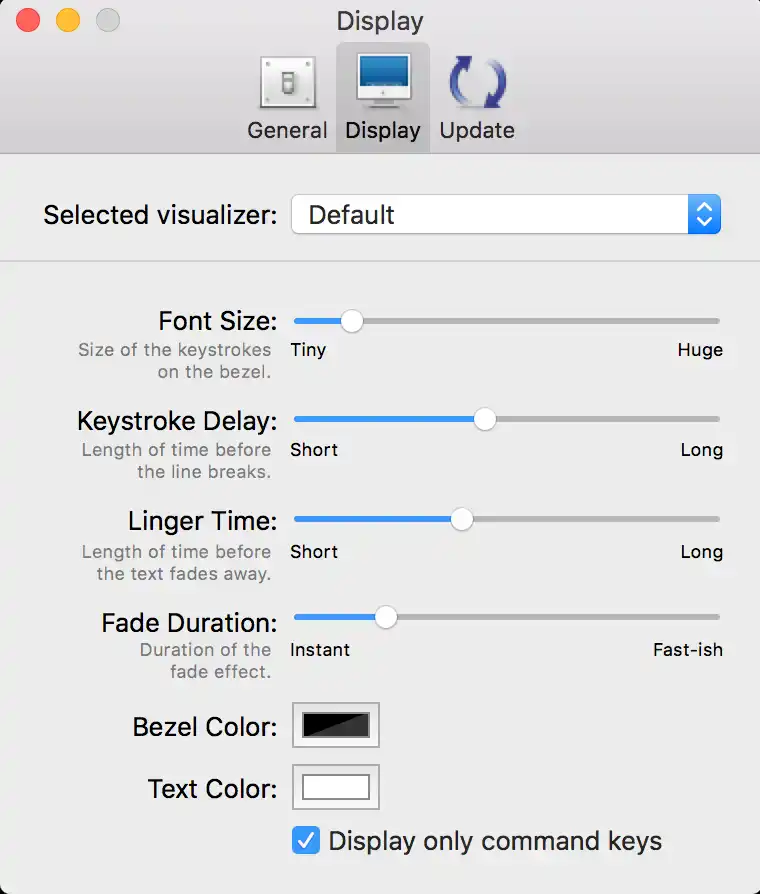 Display
General
Display
Update
Selected visualizer:
Default
Font Size:
Size of the keystrokes
on the bezel.
Tiny
Huge
Keystroke Delay:
Length of time before
the line breaks.
Short
Long
Linger Time:
Length of time before
the text fades away.
Short
Long
Fade Duration:
Duration of the
fade effect.
Instant
Fast-ish
Bezel Color:
Text Color:
Display only command keys